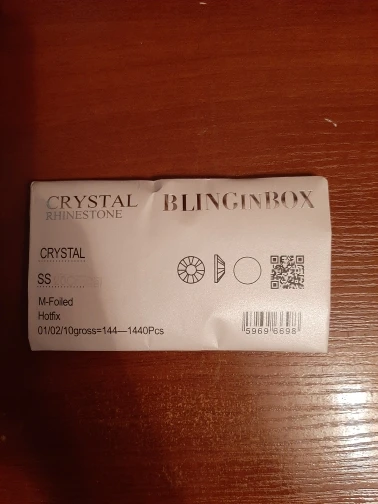 CRYSTAL BLINGINBOX
RHINESTONE
CRYSTAL
SS
M-Foiled
Hotfix
01/02/10gross=144—1440Pcs
5969 6698